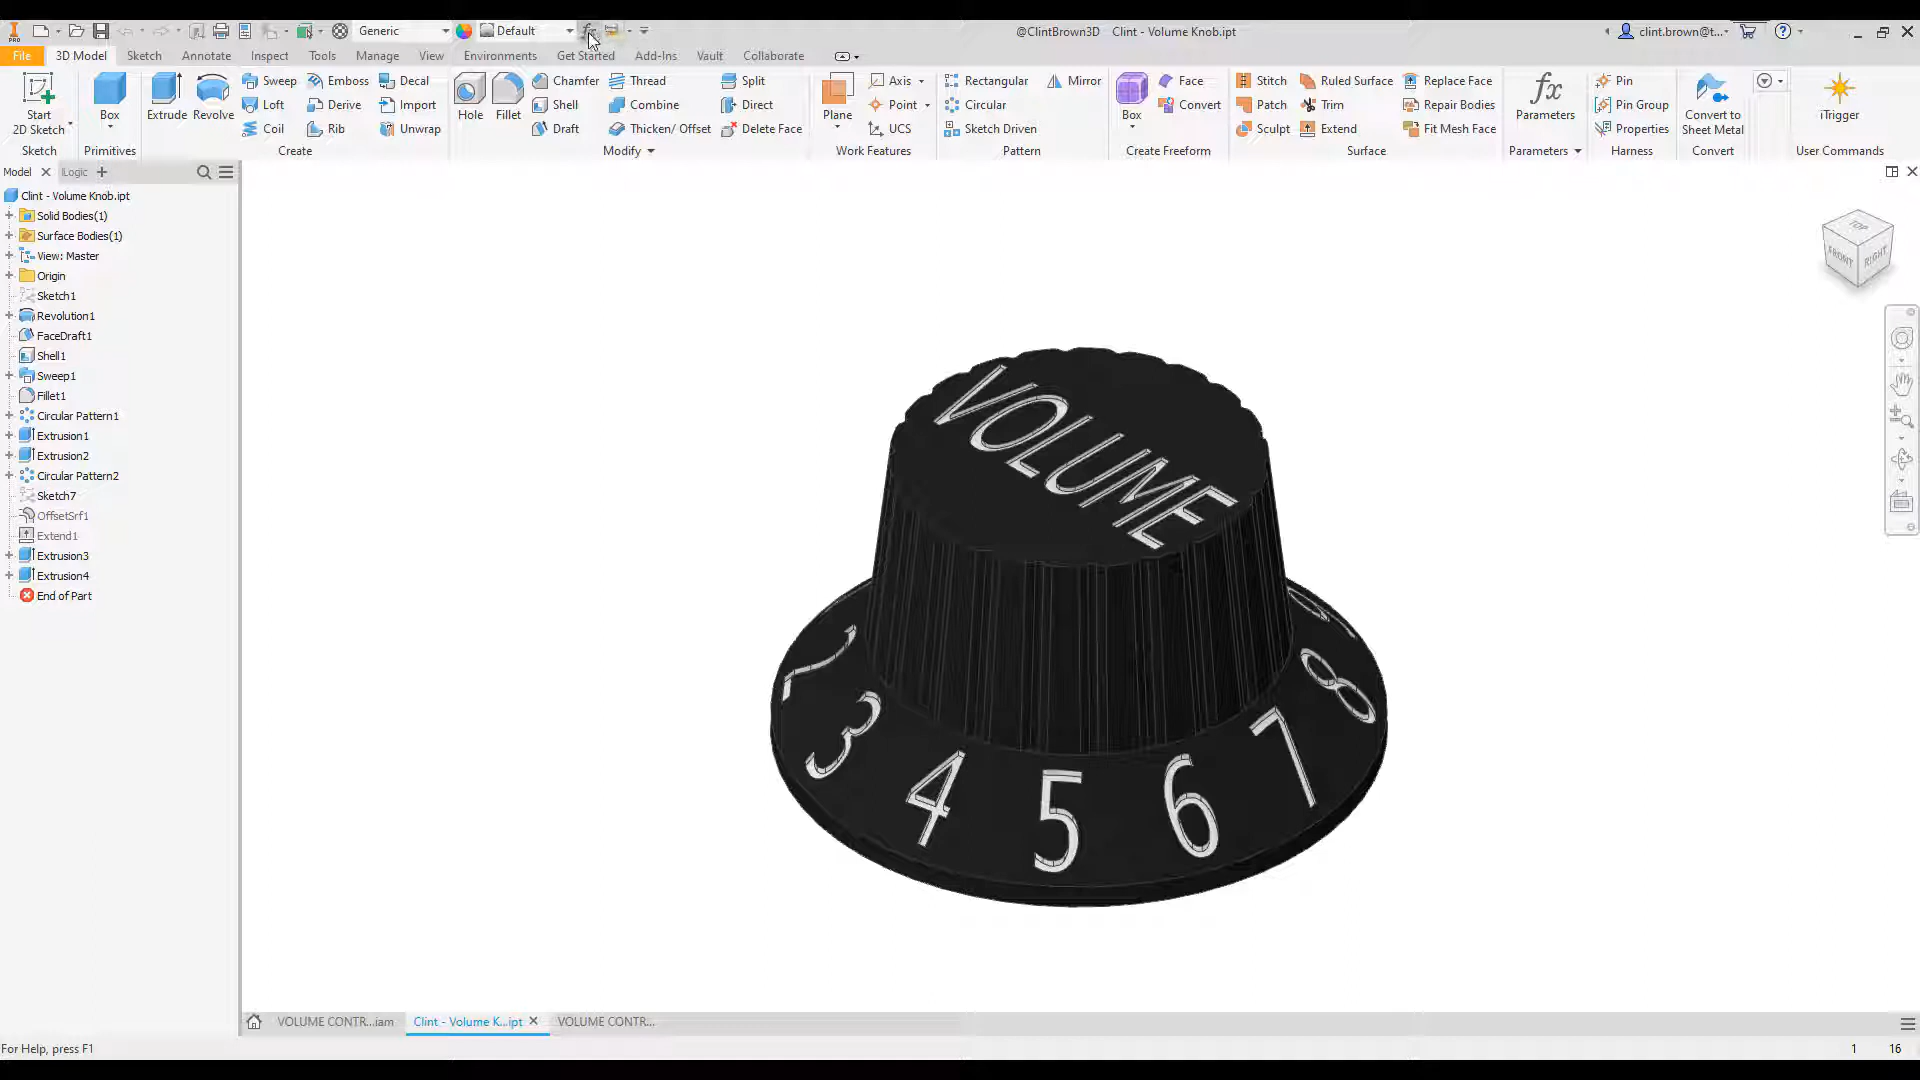 Generic Default @ClintBrown3D Clint - Volume Knob.ipt clint.brown@t...
File 3D Model Sketch Annotate Inspect Tools Manage View Environments Get Started Add-Ins Vault Collaborate
Sweep Emboss Decal Chamfer Thread Split Axis Rectangular Mirror Face Stitch Ruled Surface Replace Face Pin
Start 2D Sketch Box Extrude Revolve Loft Derive Import Hole Fillet Shell Combine Direct Plane Point Circular Box Convert Patch Trim Repair Bodies Parameters Pin Group Convert to Sheet Metal iTrigger
Coil Rib Unwrap Draft Thicken/ Offset Delete Face UCS Sketch Driven Sculpt Extend Fit Mesh Face Properties
Sketch Primitives Create Modify Work Features Pattern Create Freeform Surface Parameters Harness Convert User Commands
Model iLogic
Clint - Volume Knob.ipt
Solid Bodies(1)
Surface Bodies(1)
View: Master
Origin
Sketch1
Revolution1
FaceDraft1
Shell1
Sweep1
Fillet1
Circular Pattern1
Extrusion1
Extrusion2
Circular Pattern2
Sketch7
OffsetSrf1
Extend1
Extrusion3
Extrusion4
End of Part
TOP
FRONT RIGHT
VOLUME
2 3 4 5 6 7 8
VOLUME CONTR...iam Clint - Volume K...ipt VOLUME CONTR...
For Help, press F1 1 16